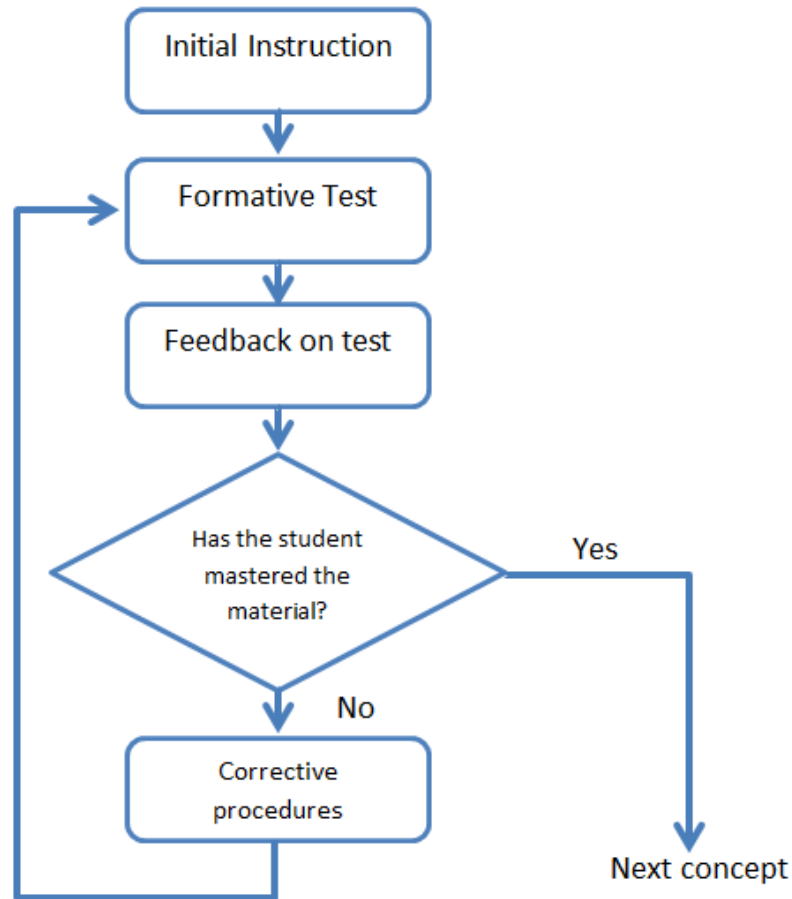 Initial Instruction
Formative Test
Feedback on test
Has the student
mastered the
material?
Yes
No
Corrective
procedures
Next concept